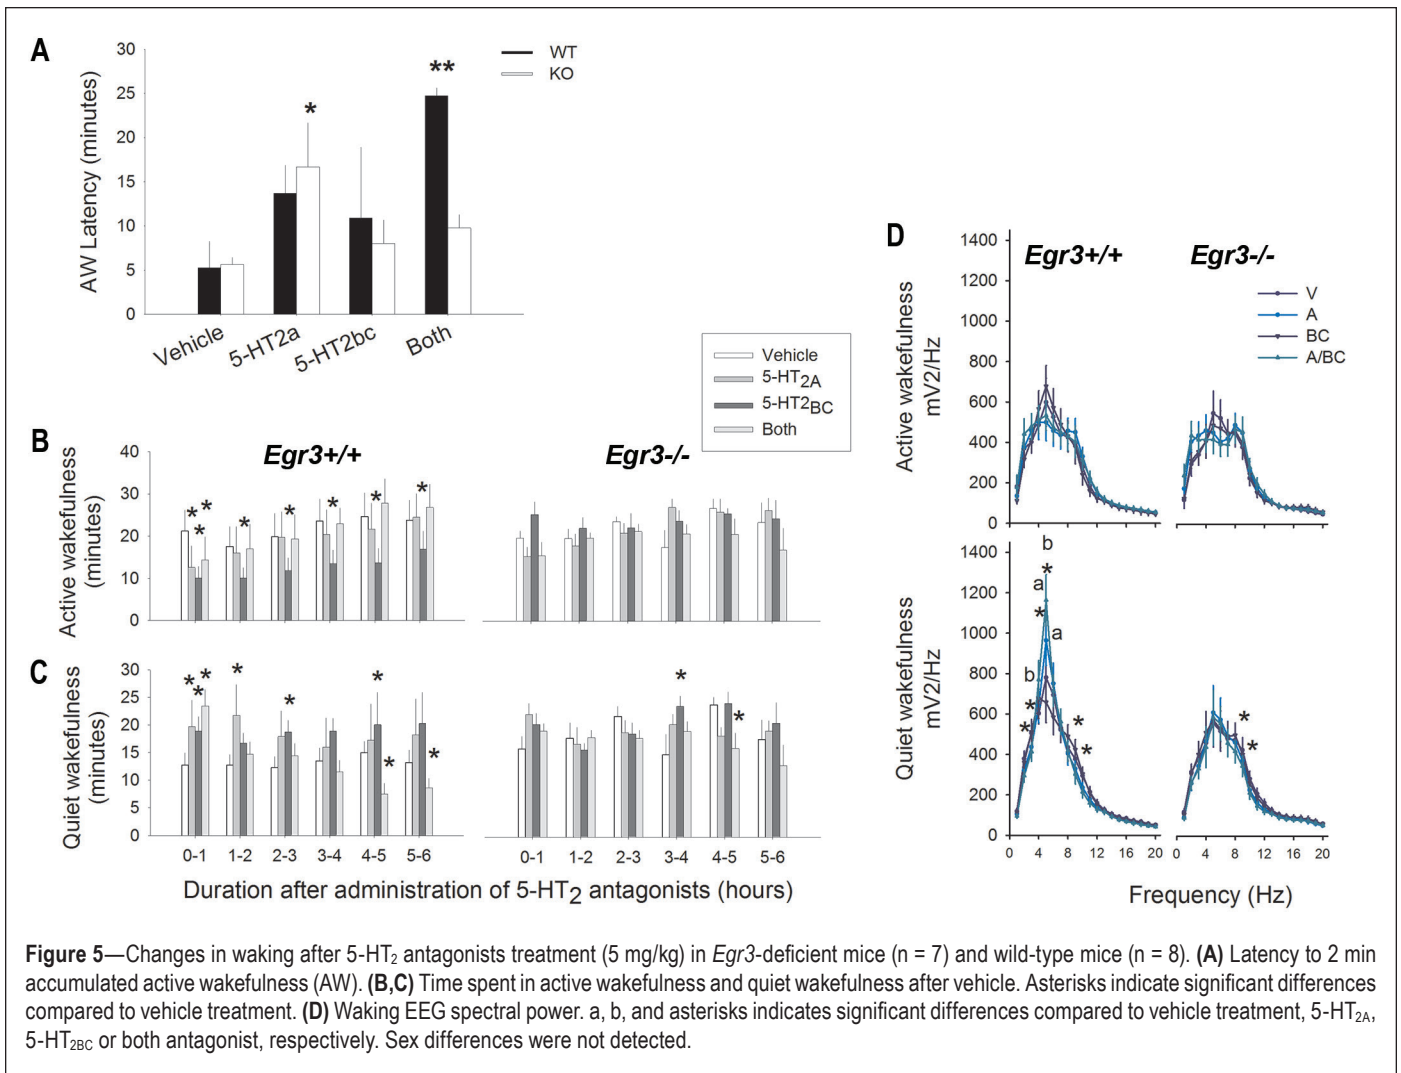 A
30
25
20
15
10
5
0
AW Latency (minutes)
WT
KO
*
**
Vehicle
5-HT2a
5-HT2bc
Both
Vehicle
5-HT2A
5-HT2BC
Both
B
Egr3+/+
Egr3-/-
40
30
20
10
0
Active wakefulness
(minutes)
* * * * * * * *
C
30
25
20
15
10
5
0
Quiet wakefulness
(minutes)
* * * * * * * *
* *
0-1 1-2 2-3 3-4 4-5 5-6
0-1 1-2 2-3 3-4 4-5 5-6
Duration after administration of 5-HT2 antagonists (hours)
D
Egr3+/+
Egr3-/-
1400
1200
1000
800
600
400
200
0
Active wakefulness
mV2/Hz
V
A
BC
A/BC
1400
1200
1000
800
600
400
200
0
Quiet wakefulness
mV2/Hz
b
*
a
*
a
b
*
*
*
*
*
*
0 4 8 12 16 20
0 4 8 12 16 20
Frequency (Hz)
Figure 5—Changes in waking after 5-HT2 antagonists treatment (5 mg/kg) in Egr3-deficient mice (n = 7) and wild-type mice (n = 8). (A) Latency to 2 min
accumulated active wakefulness (AW). (B,C) Time spent in active wakefulness and quiet wakefulness after vehicle. Asterisks indicate significant differences
compared to vehicle treatment. (D) Waking EEG spectral power. a, b, and asterisks indicates significant differences compared to vehicle treatment, 5-HT2A,
5-HT2BC or both antagonist, respectively. Sex differences were not detected.